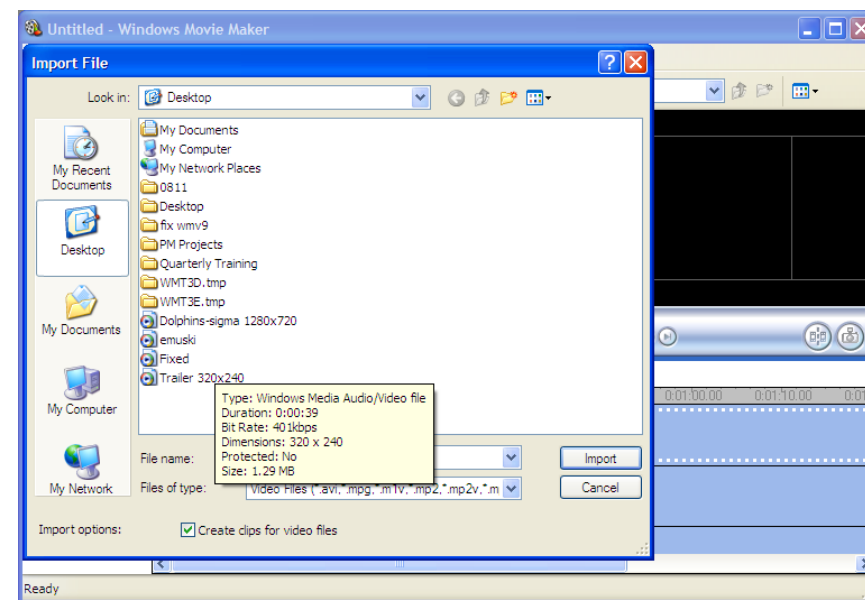 Untitled - Windows Movie Maker
Import File
Look in:
Desktop
My Recent
Documents
Desktop
My Documents
My Computer
My Network
My Documents
My Computer
My Network Places
0811
Desktop
fix wmv9
PM Projects
Quarterly Training
WMT3D.tmp
WMT3E.tmp
Dolphins-sigma 1280x720
emuski
Fixed
Trailer 320x240
Type: Windows Media Audio/Video file
Duration: 0:00:39
Bit Rate: 401kbps
Dimensions: 320 x 240
Protected: No
Size: 1.29 MB
File name:
Import
Files of type:
Video Files (*.avi,*.mpg,*.m1v,*.mp2,*.mp2v,*.m
Cancel
Import options:
Create clips for video files
0:01:00.00 0:01:10.00 0:01
Ready